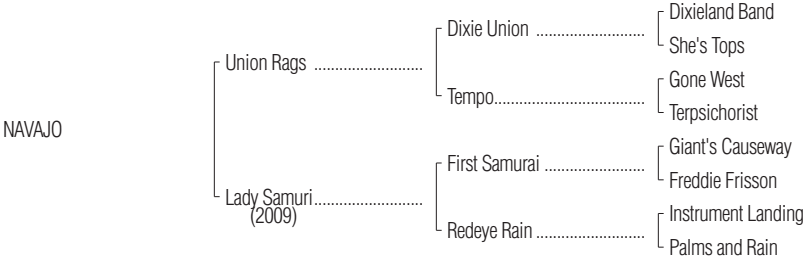 Dixieland Band
Dixie Union ..........................
She's Tops
Union Rags ..........................
Gone West
Tempo....................................
Terpsichorist
NAVAJO
Giant's Causeway
First Samurai ........................
Freddie Frisson
Lady Samuri..........................
(2009)
Instrument Landing
Redeye Rain ..........................
Palms and Rain